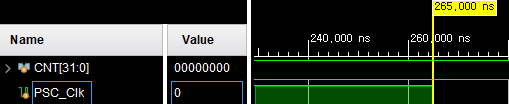 265,000 ns
Name Value 240,000 ns 260,000 ns
CNT[31:0] 00000000
PSC_Clk 0